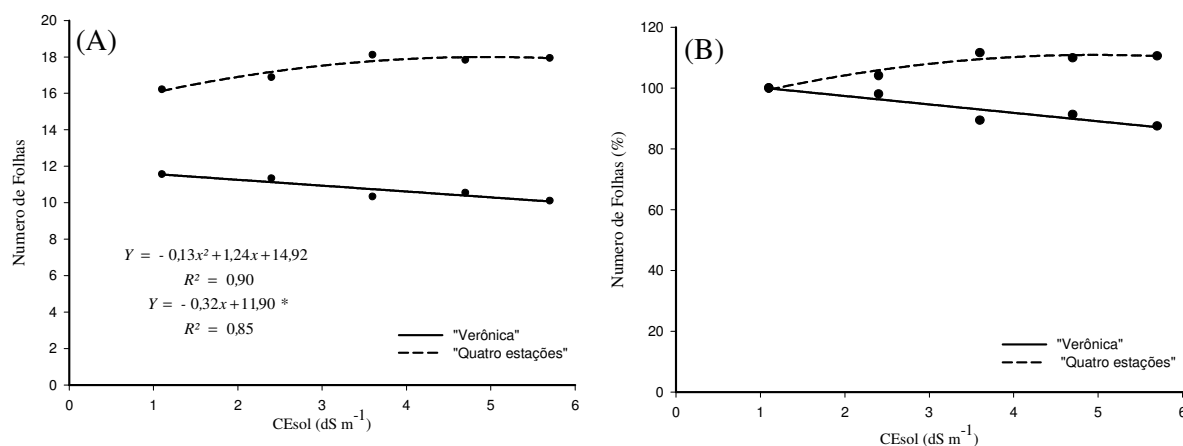 (A)
Numero de Folhas
20
18
16
14
12
10
8
6
4
2
0
Y = - 0,13x² + 1,24x + 14,92
R² = 0,90
Y = - 0,32x + 11,90 *
R² = 0,85
"Verônica"
"Quatro estações"
0 1 2 3 4 5 6
CEsol (dS m⁻¹)
(B)
Numero de Folhas (%)
120
100
80
60
40
20
0
"Verônica"
"Quatro estações"
0 1 2 3 4 5 6
CEsol (dS m⁻¹)